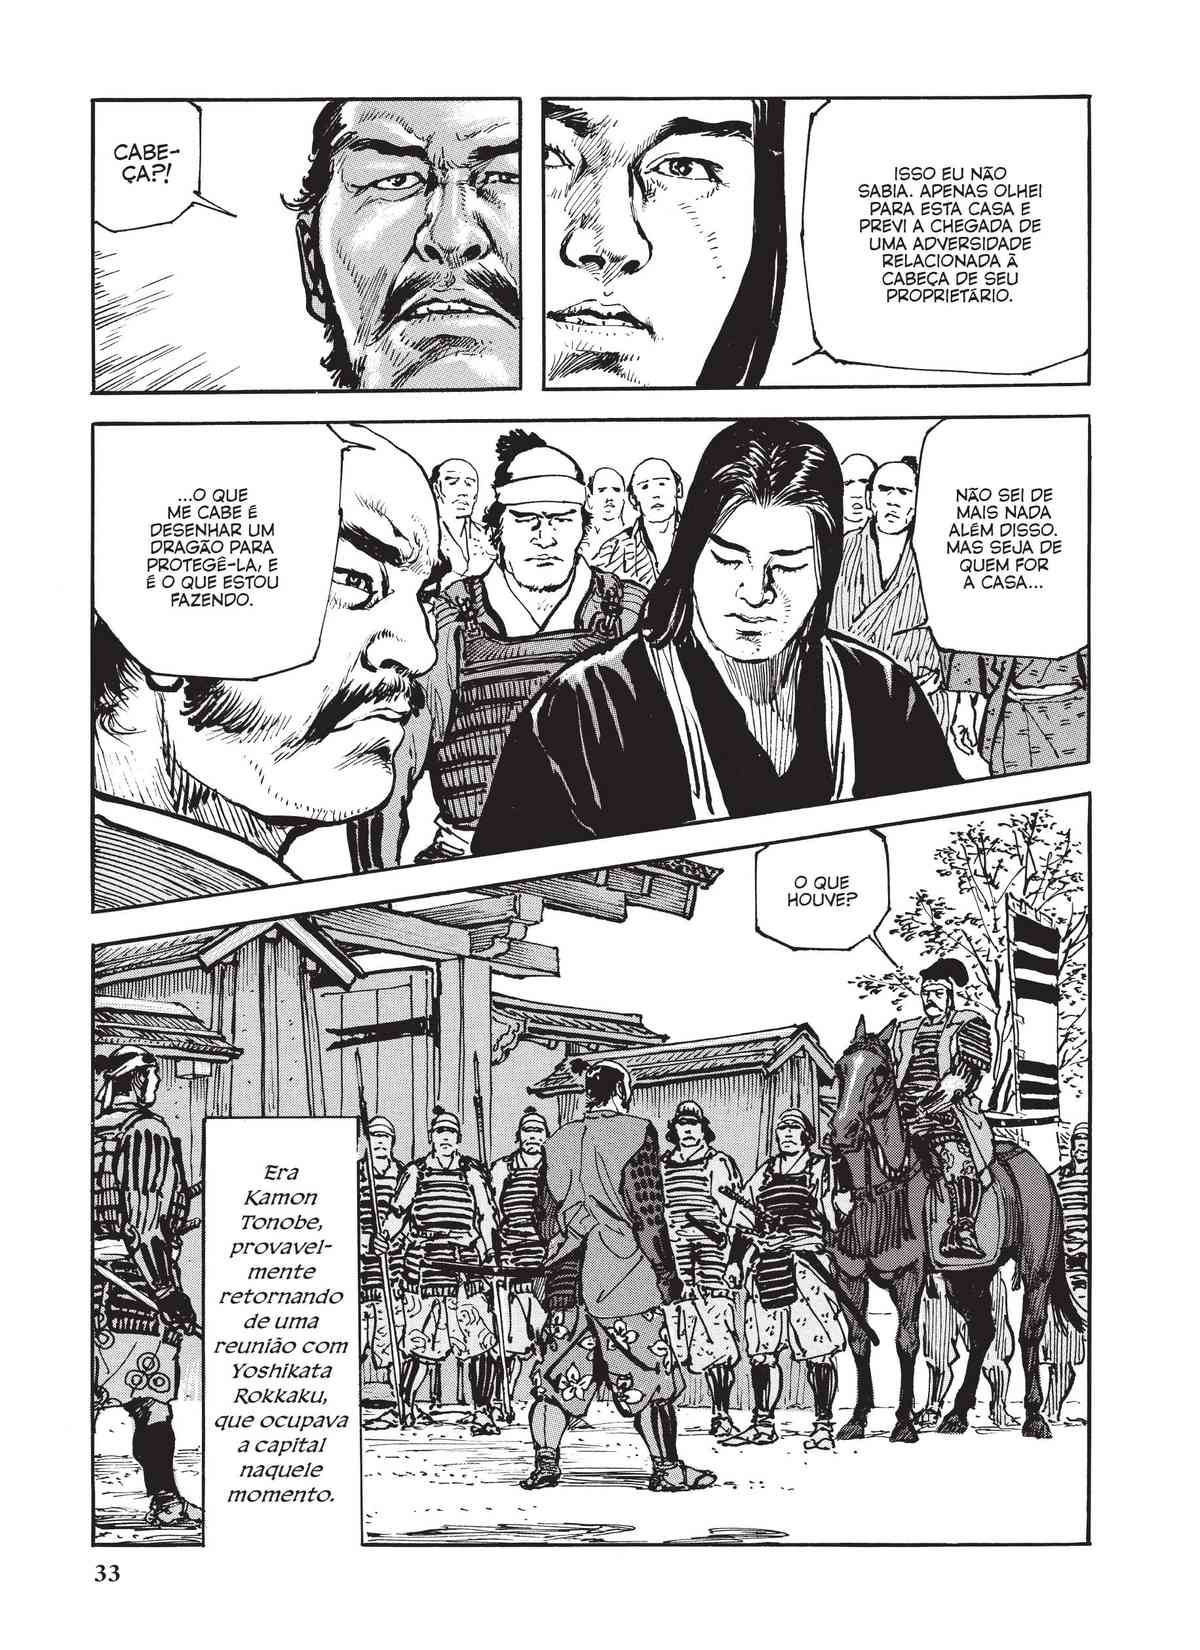 ISSO EU NÃO
SABIA. APENAS OLHEI
PARA ESTA CASA E
PREVI A CHEGADA DE
UMA ADVERSIDADE
RELACIONADA À
CABEÇA DE SEU
PROPRIETÁRIO.
CABE-
ÇA?!
NÃO SEI DE
MAIS NADA
ALÉM DISSO.
MAS SEJA DE
QUEM FOR
A CASA...
...O QUE
ME CABE É
DESENHAR UM
DRAGÃO PARA
PROTEGÊ-LA, E
É O QUE ESTOU
FAZENDO.
O QUE
HOUVE?
Era
Kamon
Tonobe,
provavel-
mente
retornando
de uma
reunião com
Yoshikata
Rokkaku,
que ocupava
a capital
naquele
momento.
33